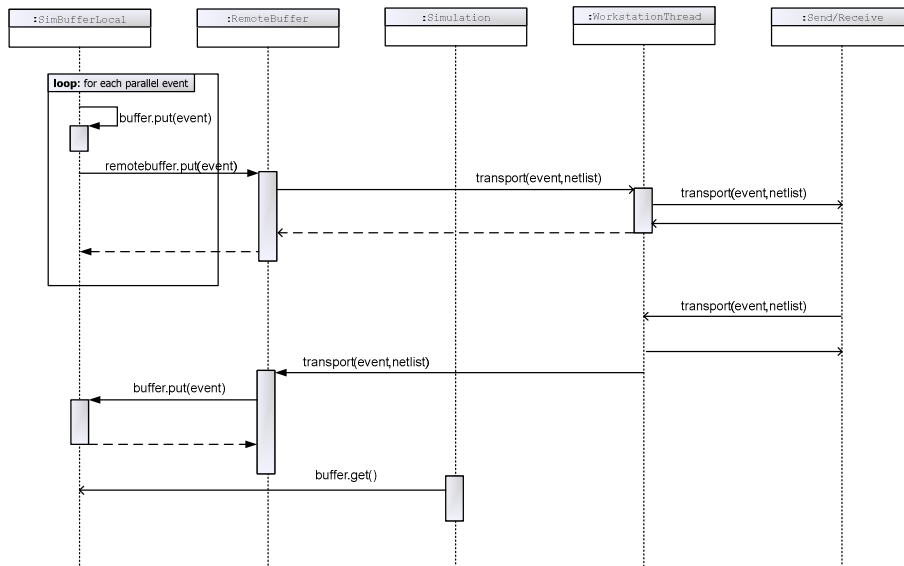 :SimBufferLocal
:RemoteBuffer
:Simulation
:WorkstationThread
:Send/Receive
loop: for each parallel event
buffer.put(event)
remotebuffer.put(event)
transport(event,netlist)
transport(event,netlist)
transport(event,netlist)
transport(event,netlist)
buffer.put(event)
buffer.get()